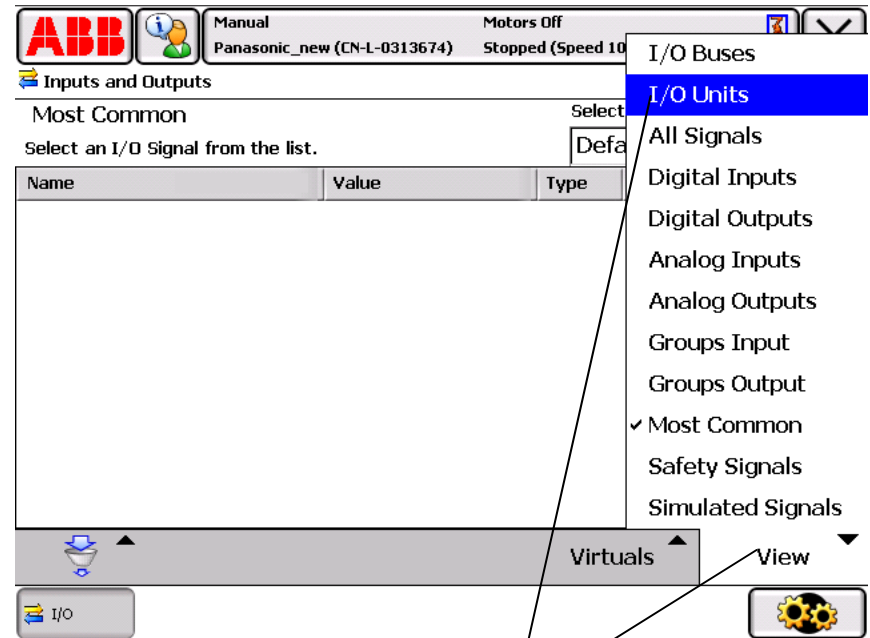 ABB
Manual
Motors Off
Panasonic_new (CN-L-0313674)
Stopped (Speed 10
Inputs and Outputs
Most Common
Select
Select an I/O Signal from the list.
Defa
Name Value Type
I/O Buses
I/O Units
All Signals
Digital Inputs
Digital Outputs
Analog Inputs
Analog Outputs
Groups Input
Groups Output
Most Common
Safety Signals
Simulated Signals
Virtuals
View
I/O